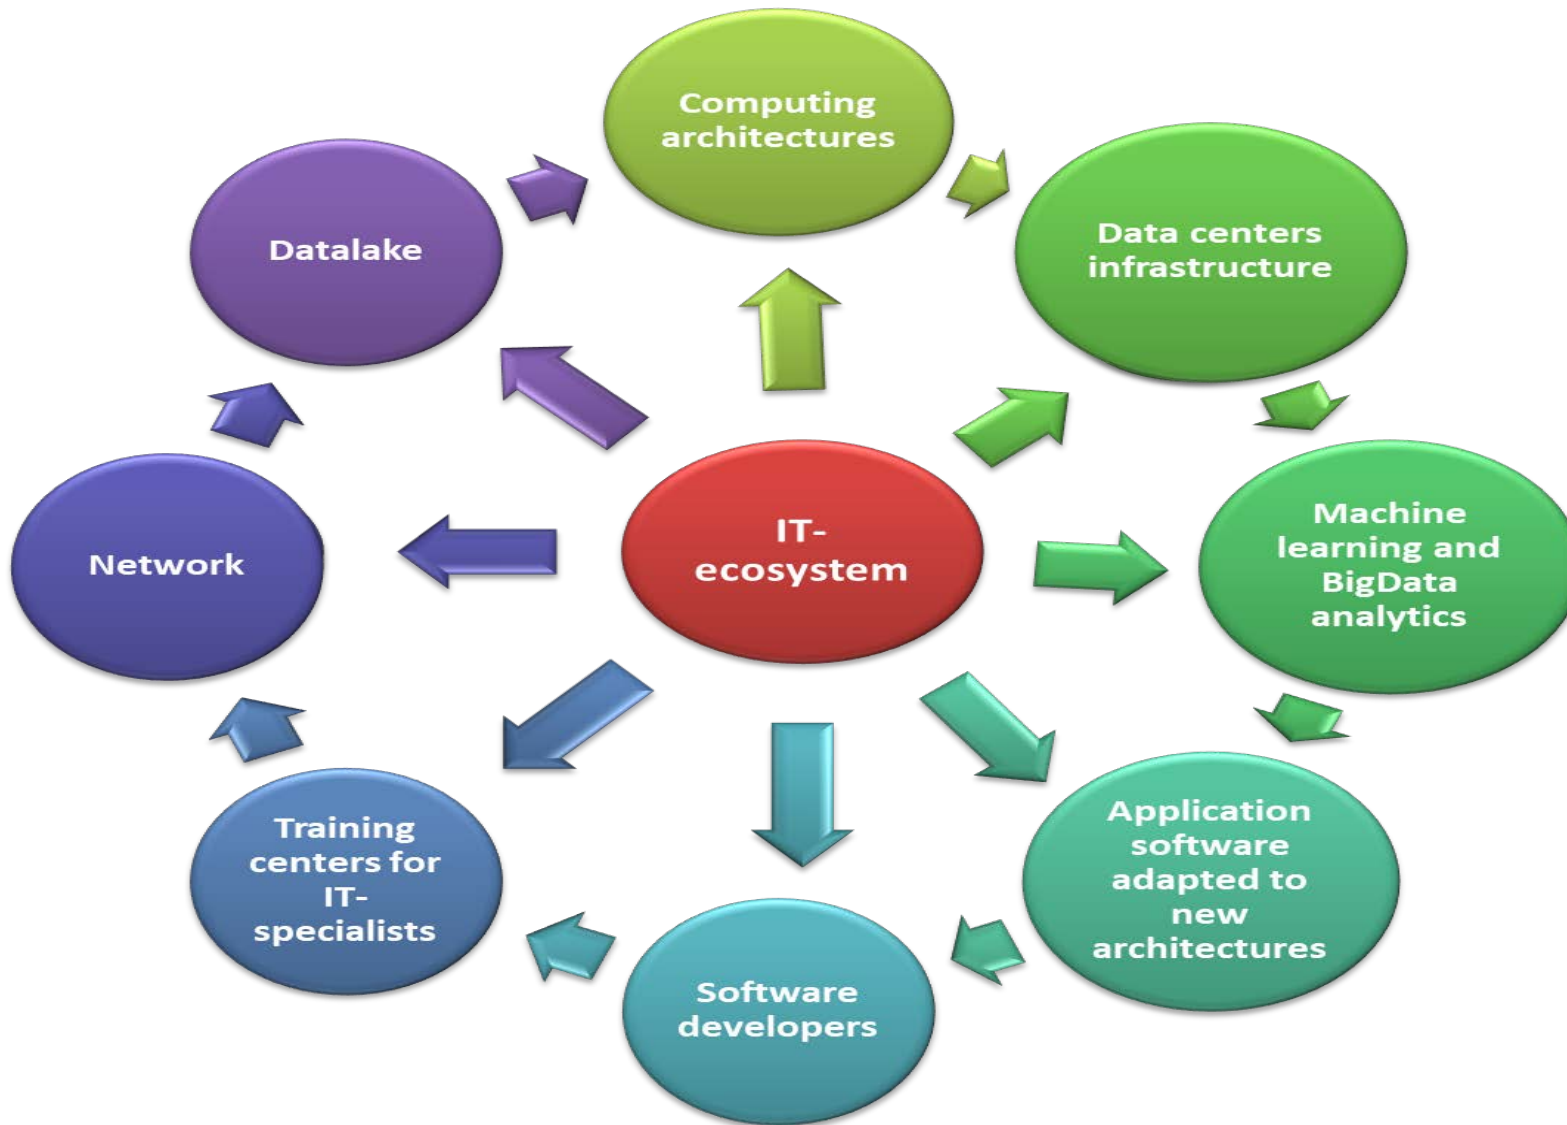 Computing
architectures
Data centers
infrastructure
Machine
learning and
BigData
analytics
Application
software
adapted to
new
architectures
Software
developers
Training
centers for
IT-
specialists
Network
Datalake
IT-
ecosystem